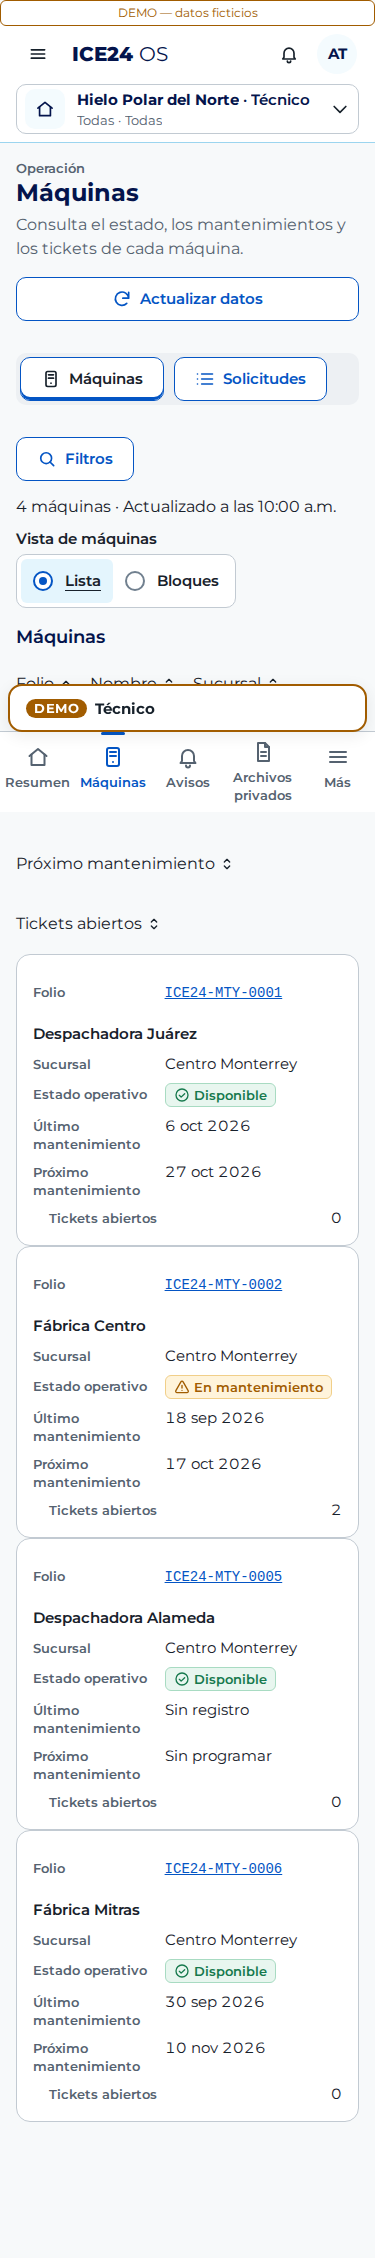 DEMO — datos ficticios
ICE24 OS
AT
Hielo Polar del Norte · Técnico
Todas · Todas
Operación
Máquinas
Consulta el estado, los mantenimientos y
los tickets de cada máquina.
Actualizar datos
Máquinas
Solicitudes
Filtros
4 máquinas · Actualizado a las 10:00 a.m.
Vista de máquinas
Lista
Bloques
Máquinas
Folio Nombre Sucursal
DEMO Técnico
Resumen
Máquinas
Avisos
Archivos
privados
Más
Próximo mantenimiento
Tickets abiertos
Folio ICE24-MTY-0001
Despachadora Juárez
Sucursal Centro Monterrey
Estado operativo Disponible
Último
mantenimiento 6 oct 2026
Próximo
mantenimiento 27 oct 2026
Tickets abiertos 0
Folio ICE24-MTY-0002
Fábrica Centro
Sucursal Centro Monterrey
Estado operativo En mantenimiento
Último
mantenimiento 18 sep 2026
Próximo
mantenimiento 17 oct 2026
Tickets abiertos 2
Folio ICE24-MTY-0005
Despachadora Alameda
Sucursal Centro Monterrey
Estado operativo Disponible
Último
mantenimiento Sin registro
Próximo
mantenimiento Sin programar
Tickets abiertos 0
Folio ICE24-MTY-0006
Fábrica Mitras
Sucursal Centro Monterrey
Estado operativo Disponible
Último
mantenimiento 30 sep 2026
Próximo
mantenimiento 10 nov 2026
Tickets abiertos 0